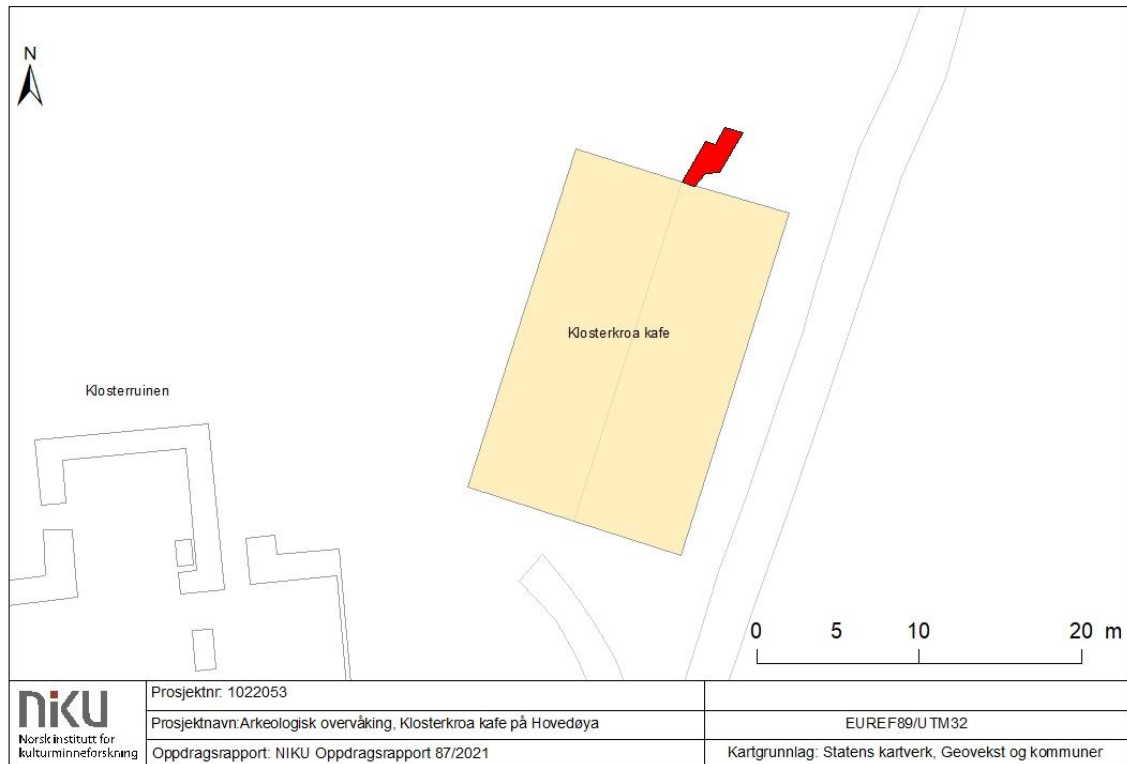 N
Klosterkroa kafe
Klosterruinen
0 5 10 20 m
niku
Norsk institutt for
kulturminneforskning
Prosjektnr: 1022053
Prosjektnavn:Arkeologisk overvåking, Klosterkroa kafe på Hovedøya
EUREF89/UTM32
Oppdragsrapport: NIKU Oppdragsrapport 87/2021
Kartgrunnlag: Statens kartverk, Geovekst og kommuner